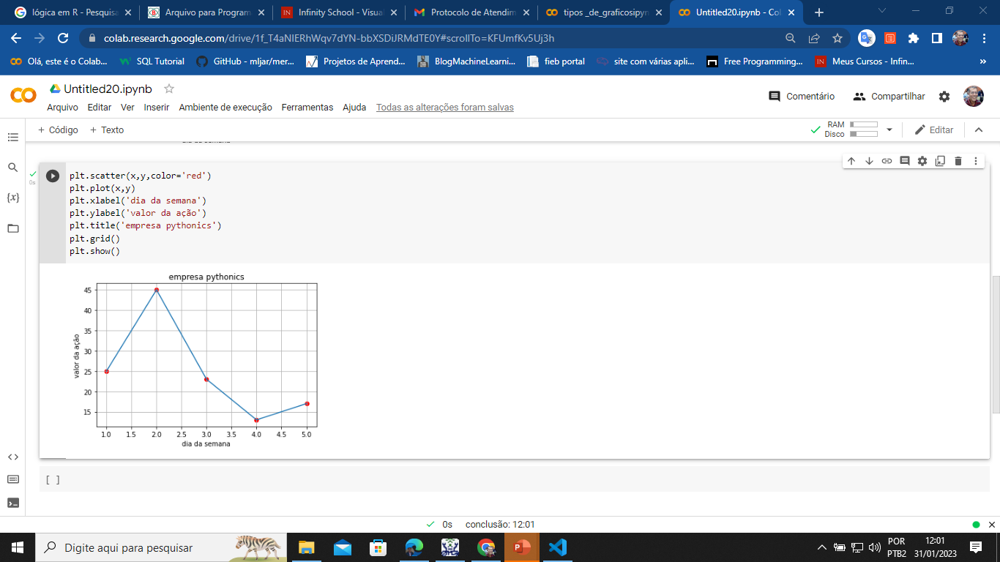 lógica em R - Pesquisa
Arquivo para Program
Infinity School - Visual
Protocolo de Atendim
tipos _de_graficosipyn
Untitled20.ipynb - Col
colab.research.google.com/drive/1f_T4aNIERhWqv7dYN-bbXSDiJRMdTE0Y#scrollTo=KFUmfKv5Uj3h
Olá, este é o Colab...
SQL Tutorial
GitHub - mljar/mer...
Projetos de Aprend...
BlogMachineLearni...
fieb portal
site com várias apli...
Free Programming...
Meus Cursos - Infin...
»
Untitled20.ipynb
Comentário
Compartilhar
Arquivo Editar Ver Inserir Ambiente de execução Ferramentas Ajuda Todas as alterações foram salvas
+ Código + Texto
RAM
Disco
Editar
0s
plt.scatter(x,y,color='red')
plt.plot(x,y)
plt.xlabel('dia da semana')
plt.ylabel('valor da ação')
plt.title('empresa pythonics')
plt.grid()
plt.show()
empresa pythonics
45
40
35
30
25
20
15
valor da ação
1.0 1.5 2.0 2.5 3.0 3.5 4.0 4.5 5.0
dia da semana
[ ]
0s conclusão: 12:01
Digite aqui para pesquisar
POR
PTB2
12:01
31/01/2023